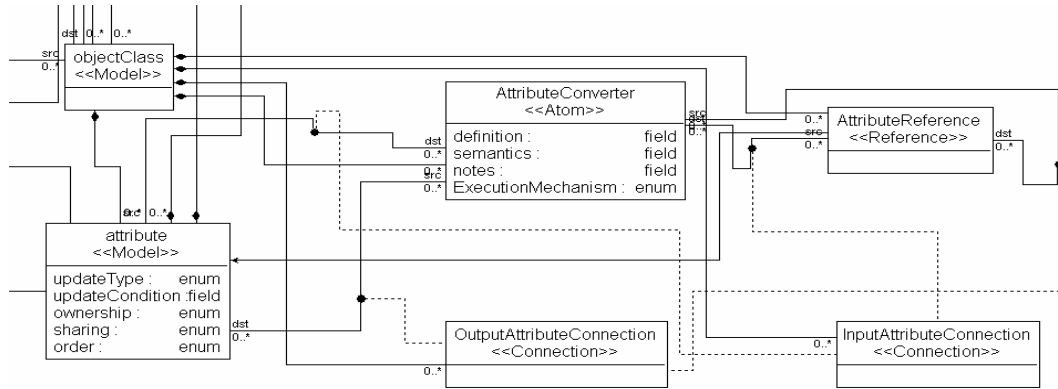 dst 0..* 0..*
src
0..*
objectClass
<<Model>>
AttributeConverter
<<Atom>>
definition : field
semantics : field
notes : field
ExecutionMechanism : enum
src
dst
0..*
dst
0..*
0..*
src
0..*
0..*
src
0..*
AttributeReference
<<Reference>>
dst
0..*
src
0..*
0..*
attribute
<<Model>>
updateType : enum
updateCondition :field
ownership : enum
sharing : enum
order : enum
dst
0..*
OutputAttributeConnection
<<Connection>>
0..*
InputAttributeConnection
<<Connection>>
0..*